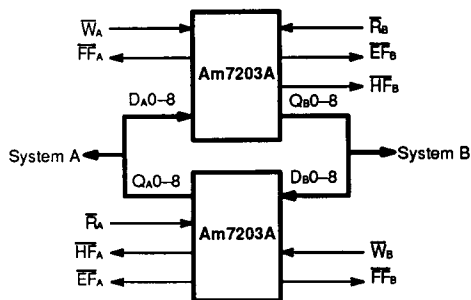 W̅A R̅B
F̅F̅A E̅F̅B
Am7203A
H̅F̅B
DA0–8 QB0–8
System A System B
QA0–8 DB0–8
R̅A
Am7203A
H̅F̅A W̅B
E̅F̅A F̅F̅B